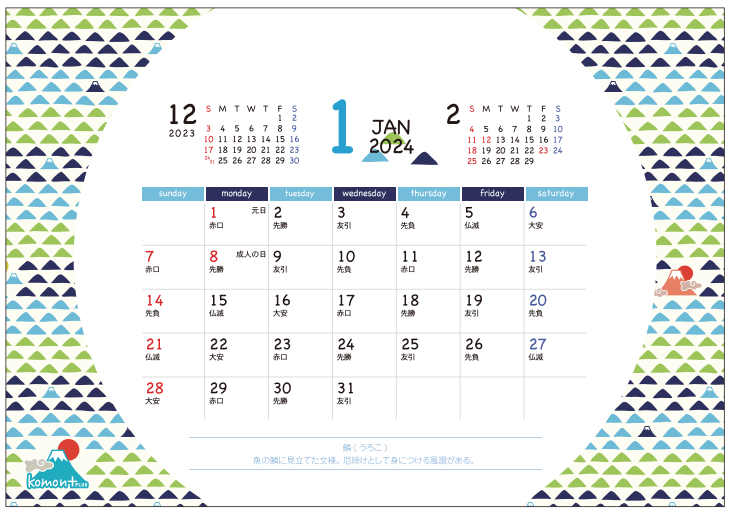 12
2023
S M T W T F S
1 2
3 4 5 6 7 8 9
10 11 12 13 14 15 16
17 18 19 20 21 22 23
24/31 25 26 27 28 29 30
1
JAN
2024
2
S M T W T F S
1 2 3
4 5 6 7 8 9 10
11 12 13 14 15 16 17
18 19 20 21 22 23 24
25 26 27 28 29
sunday monday tuesday wednesday thursday friday saturday
1 元日 2 3 4 5 6
赤口 先勝 友引 先負 仏滅 大安
7 8 成人の日 9 10 11 12 13
赤口 先勝 友引 先負 赤口 先勝 友引
14 15 16 17 18 19 20
先負 仏滅 大安 赤口 先勝 友引 先負
21 22 23 24 25 26 27
仏滅 大安 赤口 先勝 友引 先負 仏滅
28 29 30 31
大安 赤口 先勝 友引
鱗(うろこ)
魚の鱗に見立てた文様。厄除けとして身につける風習がある。
komonit PLUS